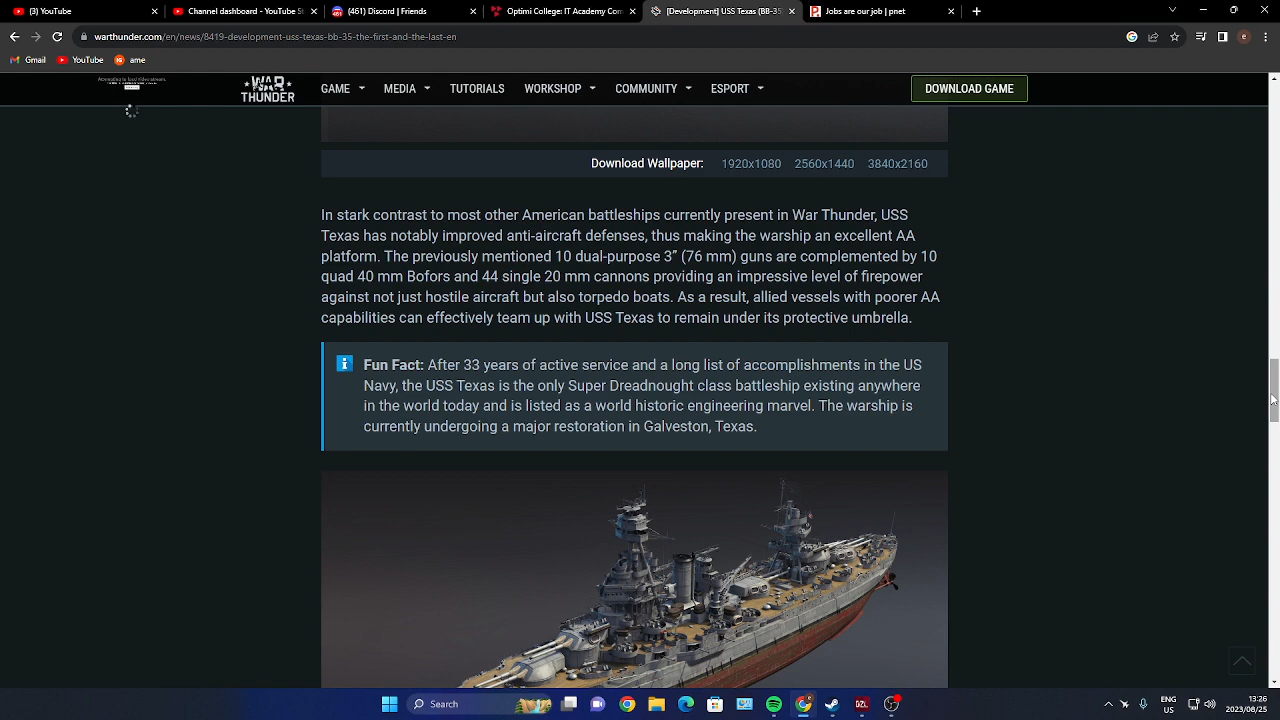 (3) YouTube
Channel dashboard - YouTube St
(461) Discord | Friends
Optimi College: IT Academy Com
[Development] USS Texas (BB-35
Jobs are our job | pnet
warthunder.com/en/news/8419-development-uss-texas-bb-35-the-first-and-the-last-en
Gmail
YouTube
ame
Attempting to load video stream.
WAR THUNDER
GAME
MEDIA
TUTORIALS
WORKSHOP
COMMUNITY
ESPORT
DOWNLOAD GAME
Download Wallpaper: 1920x1080 2560x1440 3840x2160
In stark contrast to most other American battleships currently present in War Thunder, USS
Texas has notably improved anti-aircraft defenses, thus making the warship an excellent AA
platform. The previously mentioned 10 dual-purpose 3” (76 mm) guns are complemented by 10
quad 40 mm Bofors and 44 single 20 mm cannons providing an impressive level of firepower
against not just hostile aircraft but also torpedo boats. As a result, allied vessels with poorer AA
capabilities can effectively team up with USS Texas to remain under its protective umbrella.
Fun Fact: After 33 years of active service and a long list of accomplishments in the US
Navy, the USS Texas is the only Super Dreadnought class battleship existing anywhere
in the world today and is listed as a world historic engineering marvel. The warship is
currently undergoing a major restoration in Galveston, Texas.
Search
DZL
ENG
US
13:26
2023/08/25